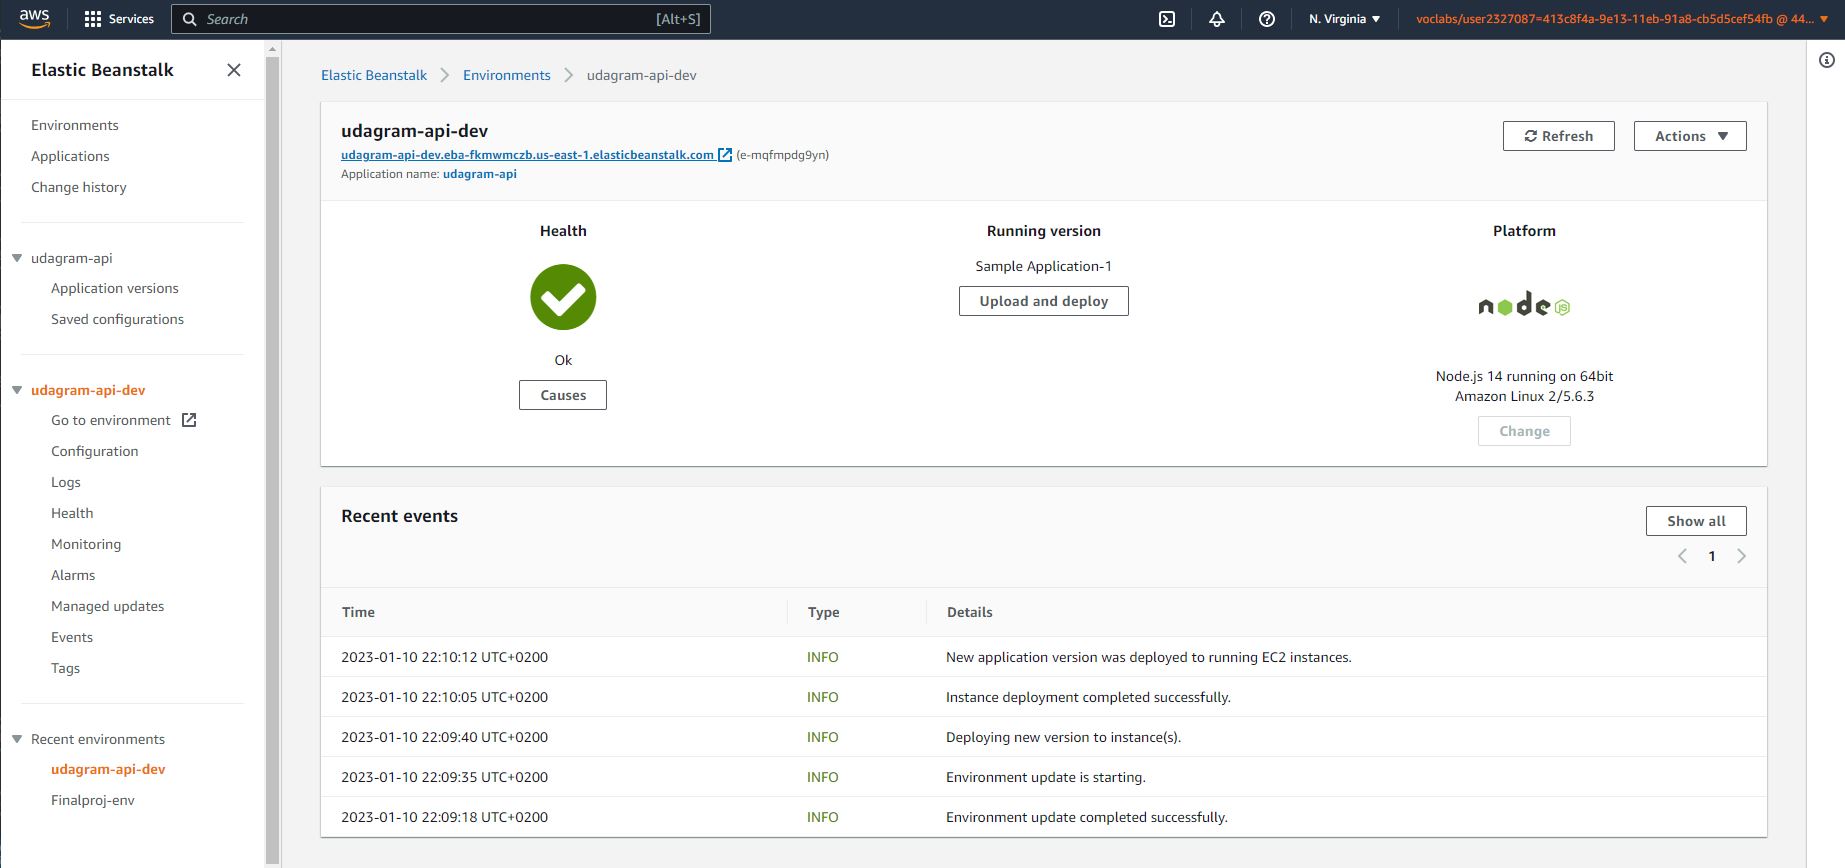 aws
Services
Search
[Alt+S]
N. Virginia
voclabs/user2327087=413c8f4a-9e13-11eb-91a8-cb5d5cef54fb @ 44...
Elastic Beanstalk
Environments
Applications
Change history
udagram-api
Application versions
Saved configurations
udagram-api-dev
Go to environment
Configuration
Logs
Health
Monitoring
Alarms
Managed updates
Events
Tags
Recent environments
udagram-api-dev
Finalproj-env
Elastic Beanstalk > Environments > udagram-api-dev
udagram-api-dev
udagram-api-dev.eba-fkmwmczb.us-east-1.elasticbeanstalk.com (e-mqfmpdg9yn)
Application name: udagram-api
Refresh
Actions
Health
Ok
Causes
Running version
Sample Application-1
Upload and deploy
Platform
node JS
Node.js 14 running on 64bit
Amazon Linux 2/5.6.3
Change
Recent events
Show all
1
Time Type Details
2023-01-10 22:10:12 UTC+0200 INFO New application version was deployed to running EC2 instances.
2023-01-10 22:10:05 UTC+0200 INFO Instance deployment completed successfully.
2023-01-10 22:09:40 UTC+0200 INFO Deploying new version to instance(s).
2023-01-10 22:09:35 UTC+0200 INFO Environment update is starting.
2023-01-10 22:09:18 UTC+0200 INFO Environment update completed successfully.